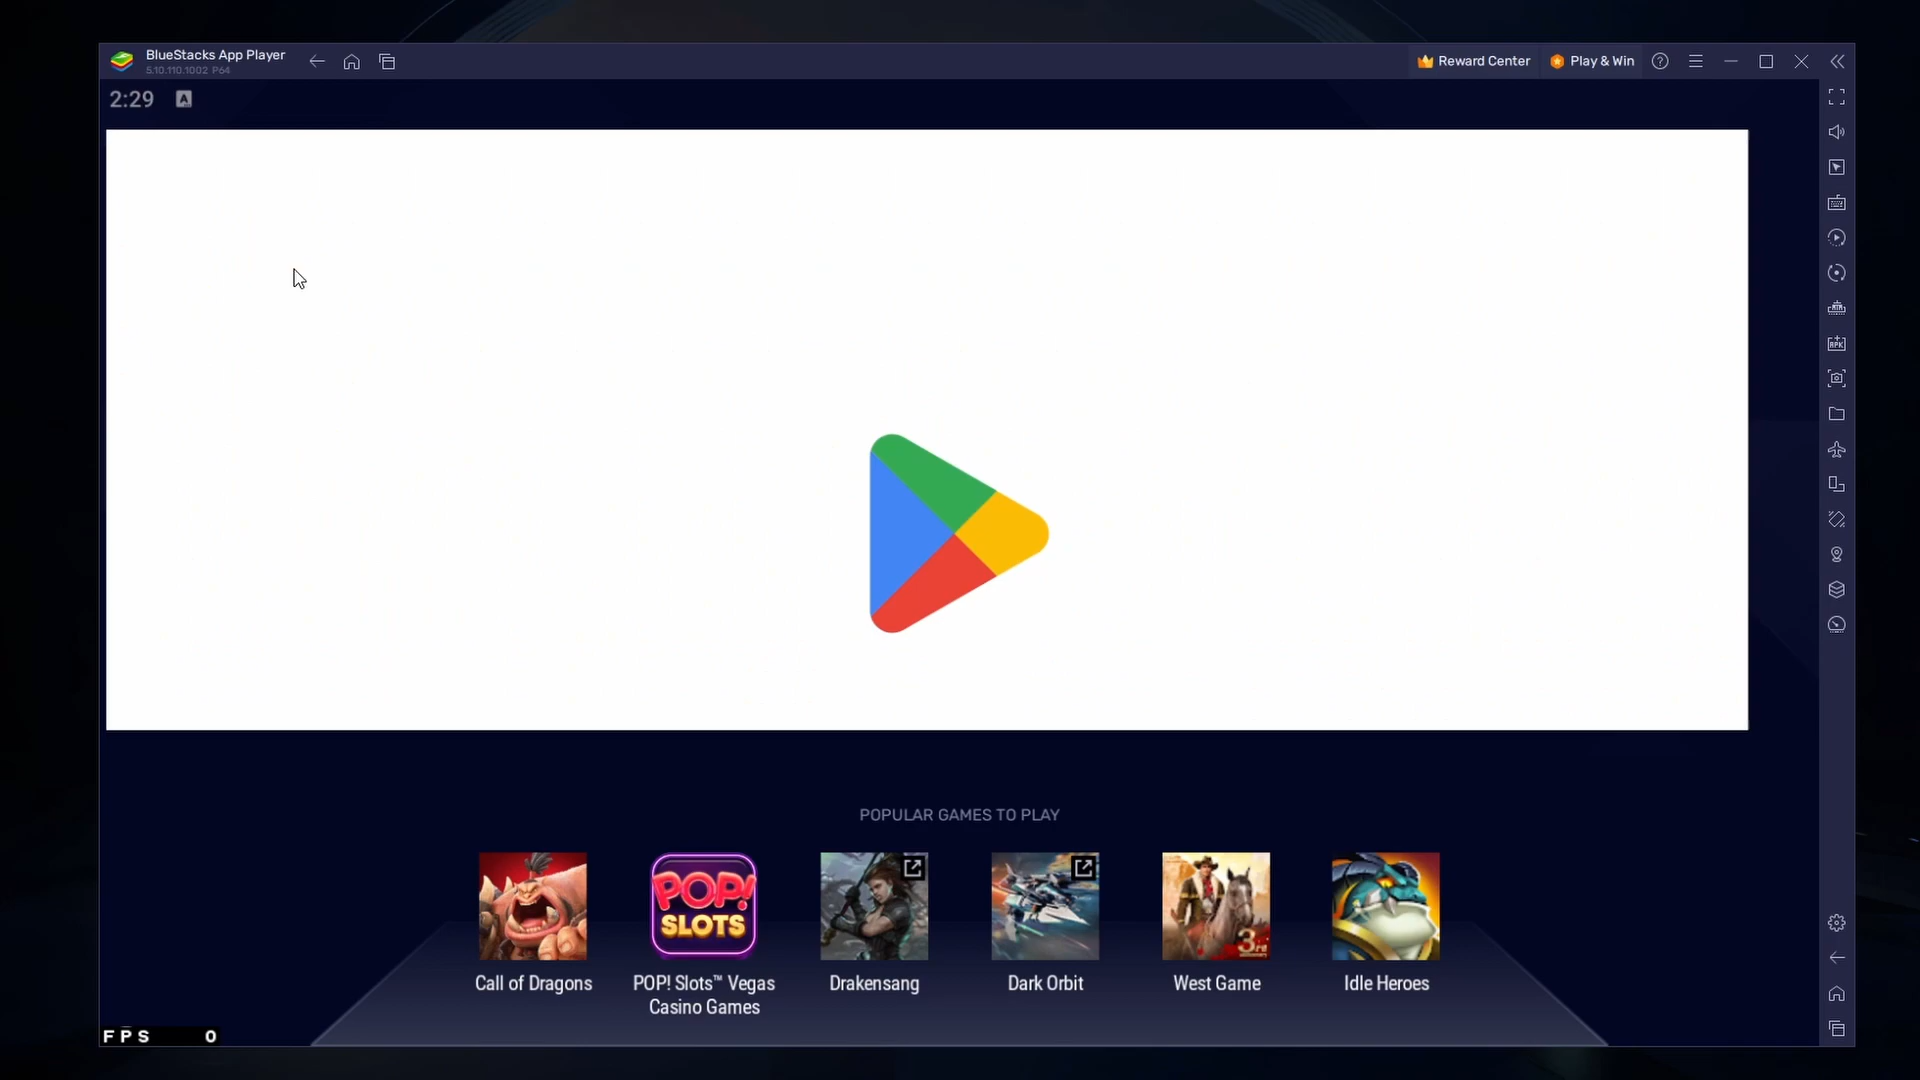 BlueStacks App Player
5.10.110.1002 P64
Reward Center
Play & Win
2:29
A
POPULAR GAMES TO PLAY
POP!
SLOTS
3rd
Call of Dragons
POP! Slots™ Vegas
Casino Games
Drakensang
Dark Orbit
West Game
Idle Heroes
FPS 0